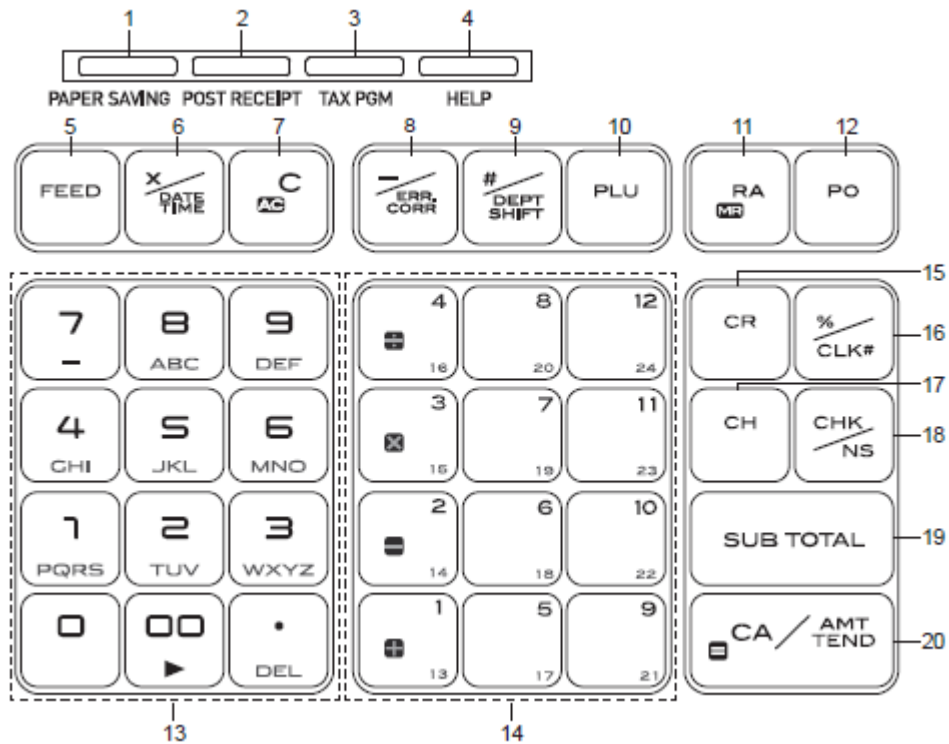 1 2 3 4
PAPER SAVING POST RECEIPT TAX PGM HELP
5 6 7 8 9 10 11 12
FEED ×/DATE TIME C AC −/ERR. CORR #/DEPT SHIFT PLU RA MR PO
7 8 9 4 8 12 15
− ABC DEF ÷ 16 20 24 CR %/CLK# 16
17
4 5 6 3 7 11 CH CHK/NS 18
GHI JKL MNO × 15 19 23
1 2 3 2 6 10 SUB TOTAL 19
PQRS TUV WXYZ − 14 18 22
0 00 • 1 5 9 CA/AMT TEND 20
▶ DEL + 13 17 21 =
13 14